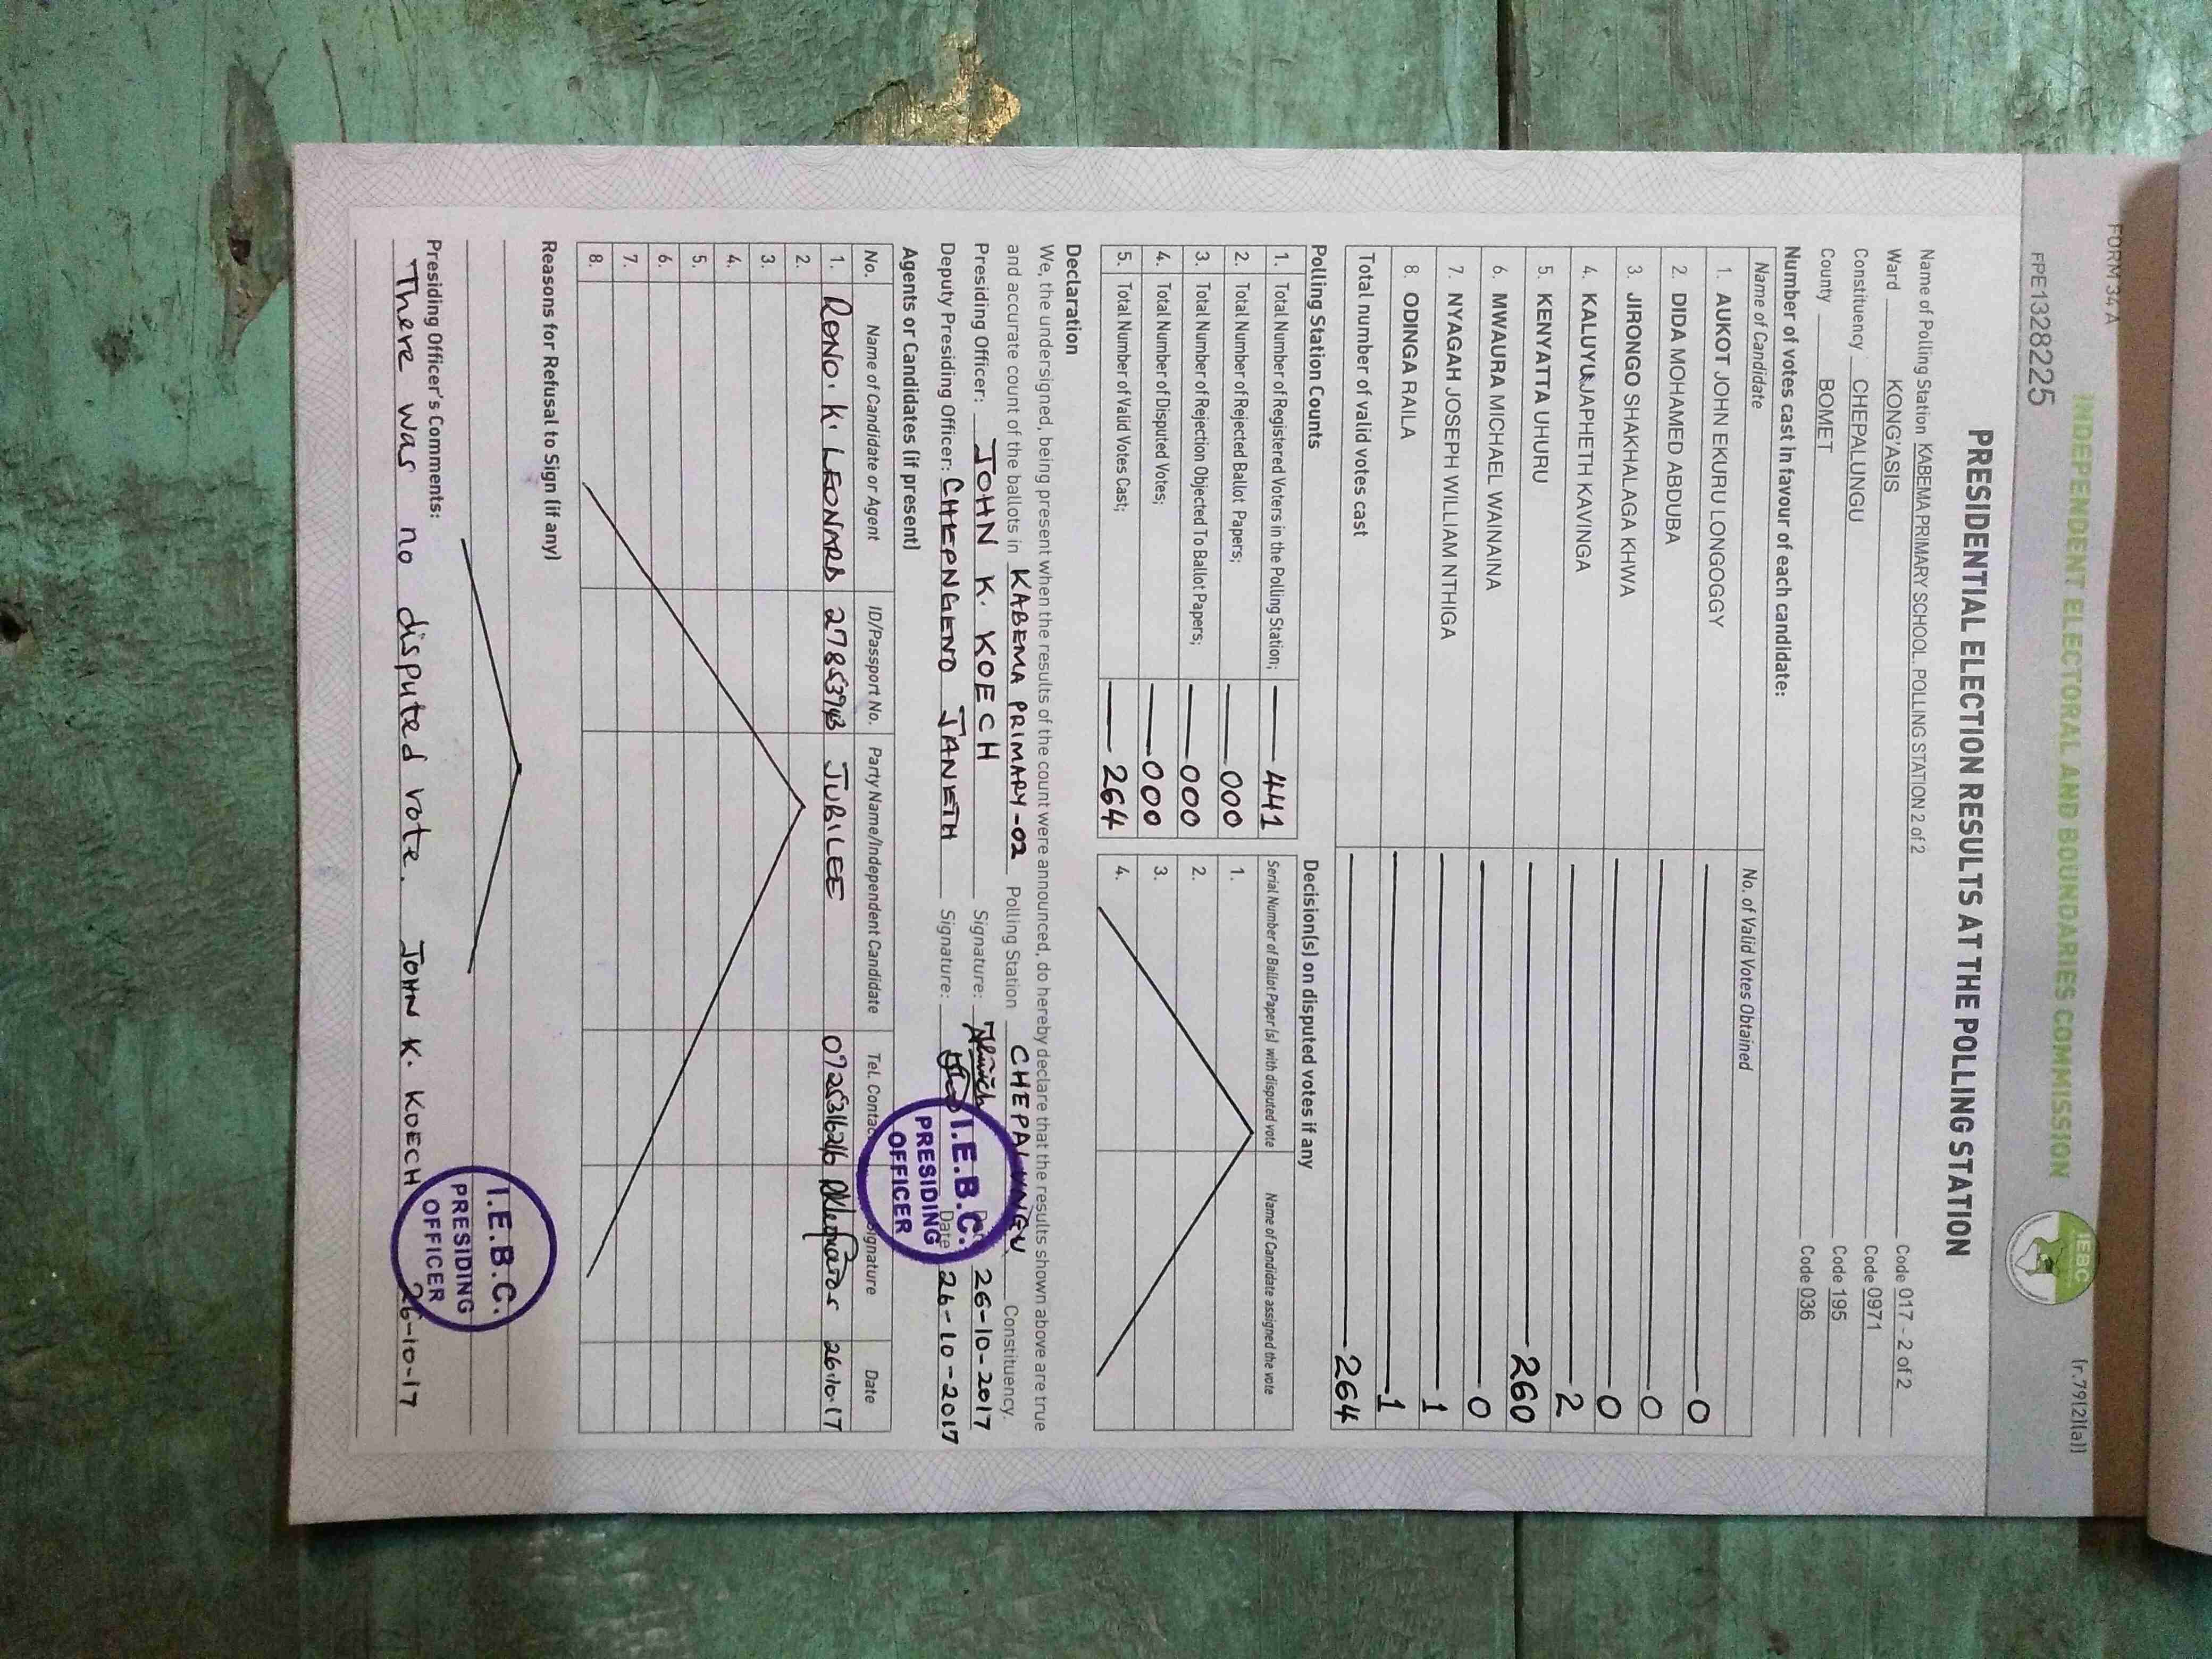 FORM 34 A
(r.79(2)(a))
INDEPENDENT ELECTORAL AND BOUNDARIES COMMISSION
IEBC
FPE1328225
PRESIDENTIAL ELECTION RESULTS AT THE POLLING STATION
Name of Polling Station KABEMA PRIMARY SCHOOL. POLLING STATION 2 of 2 Code 017 - 2 of 2
Ward KONG'ASIS Code 0971
Constituency CHEPALUNGU Code 195
County BOMET Code 036
Number of votes cast in favour of each candidate:
Name of Candidate No. of Valid Votes Obtained
1. AUKOT JOHN EKURU LONGOGGY 0
2. DIDA MOHAMED ABDUBA 0
3. JIRONGO SHAKHALAGA KHWA 0
4. KALUYU JAPHETH KAVINGA 2
5. KENYATTA UHURU 260
6. MWAURA MICHAEL WAINAINA 0
7. NYAGAH JOSEPH WILLIAM NTHIGA 1
8. ODINGA RAILA 1
Total number of valid votes cast 264
Polling Station Counts
1. Total Number of Registered Voters in the Polling Station; 441
2. Total Number of Rejected Ballot Papers; 000
3. Total Number of Rejection Objected To Ballot Papers; 000
4. Total Number of Disputed Votes; 000
5. Total Number of Valid Votes Cast; 264
Decision(s) on disputed votes if any
Serial Number of Ballot Paper(s) with disputed vote Name of Candidate assigned the vote
1.
2.
3.
4.
Declaration
We, the undersigned, being present when the results of the count were announced, do hereby declare that the results shown above are true
and accurate count of the ballots in KABEMA PRIMARY-02 Polling Station CHEPALUNGU Constituency.
Presiding Officer: JOHN K. KOECH Signature: Date 26-10-2017
Deputy Presiding Officer: CHEPNGENO JANETH Signature: Date 26-10-2017
I.E.B.C.
PRESIDING
OFFICER
Agents or Candidates (if present)
No. Name of Candidate or Agent ID/Passport No. Party Name/Independent Candidate Tel. Contact Signature Date
1. RONO. K. LEONARD JUBILEE 26.10.17
2.
3.
4.
5.
6.
7.
8.
Reasons for Refusal to Sign (if any)
Presiding Officer's Comments:
There was no disputed vote. JOHN K. KOECH 26-10-17
I.E.B.C.
PRESIDING
OFFICER